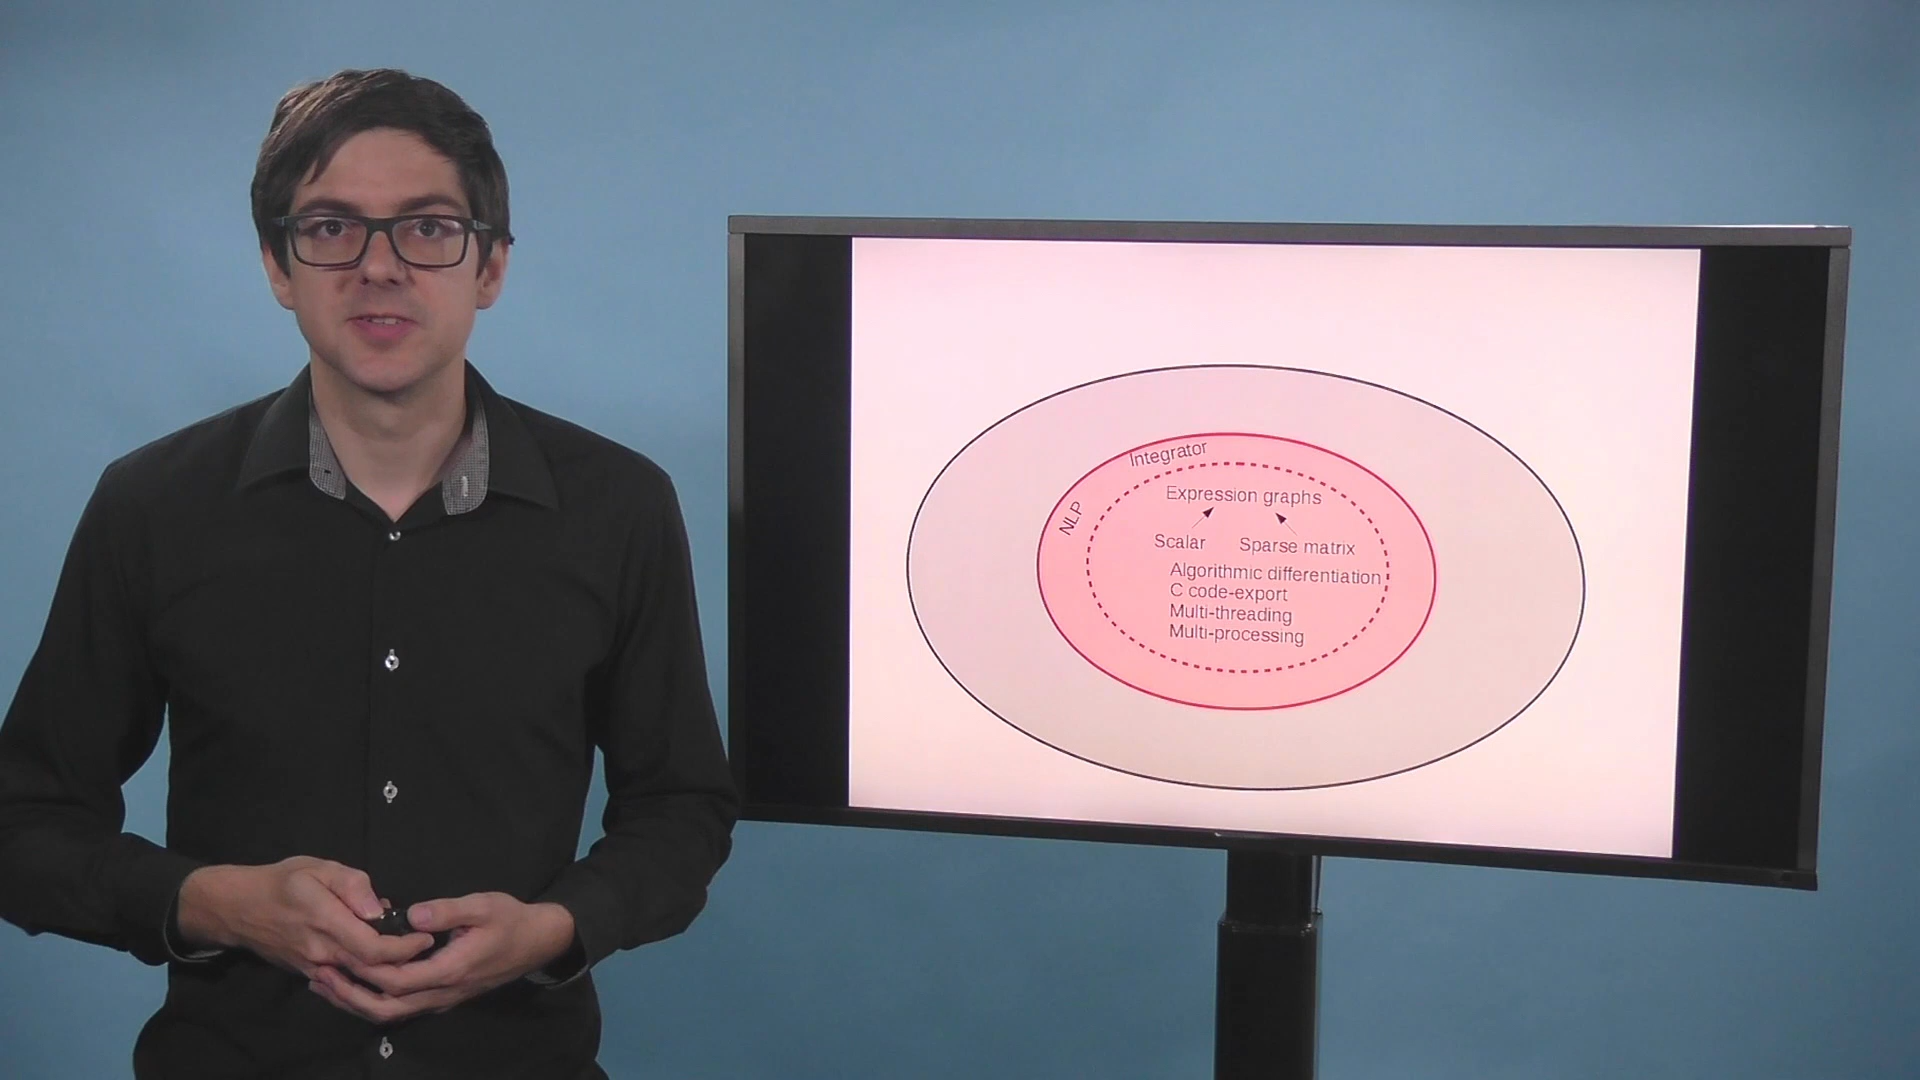 Integrator
NLP
Expression graphs
Scalar Sparse matrix
Algorithmic differentiation
C code-export
Multi-threading
Multi-processing